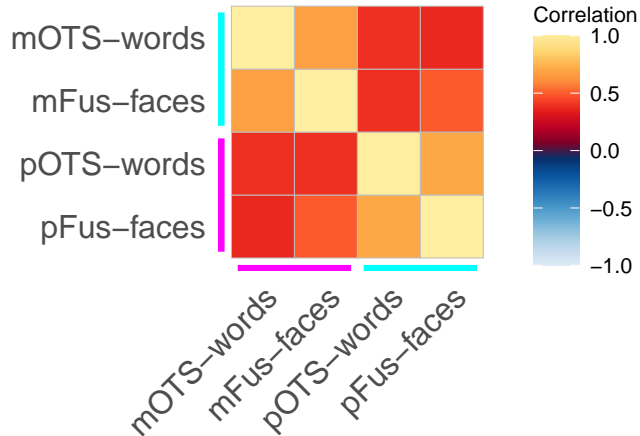 Correlation
mOTS−words
mFus−faces
pOTS−words
pFus−faces
1.0
0.5
0.0
−0.5
−1.0
mOTS−words
mFus−faces
pOTS−words
pFus−faces